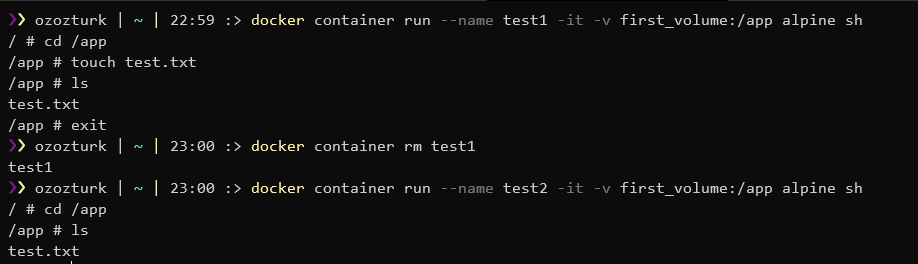 ❯❯ ozozturk | ~ | 22:59 :> docker container run --name test1 -it -v first_volume:/app alpine sh
/ # cd /app
/app # touch test.txt
/app # ls
test.txt
/app # exit
❯❯ ozozturk | ~ | 23:00 :> docker container rm test1
test1
❯❯ ozozturk | ~ | 23:00 :> docker container run --name test2 -it -v first_volume:/app alpine sh
/ # cd /app
/app # ls
test.txt